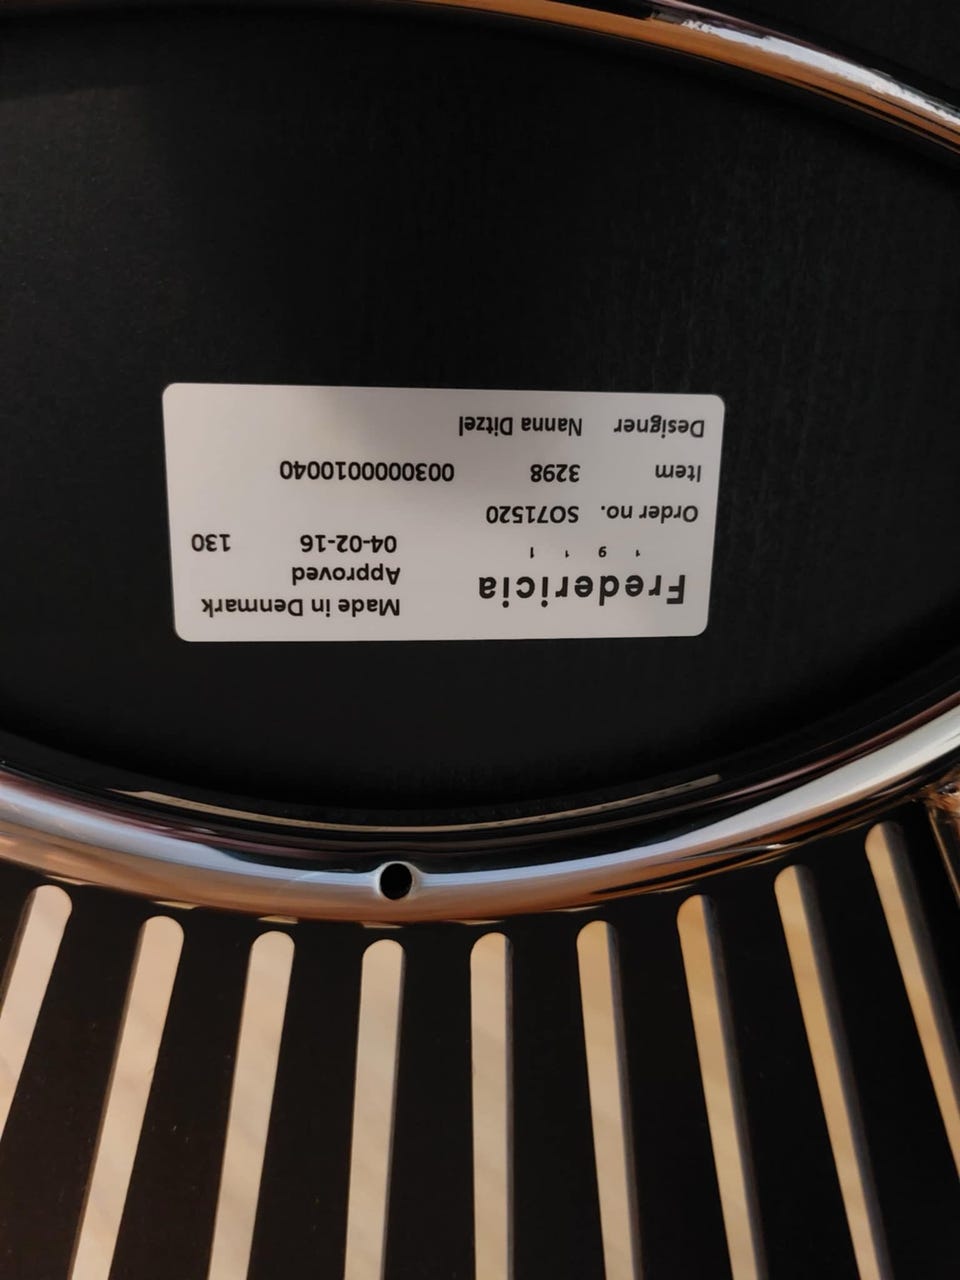 Fredericia
1 9 1 1
Made in Denmark
Approved
04-02-16 130
Order no. SO71520
Item 3298 003000010040
Designer Nanna Ditzel